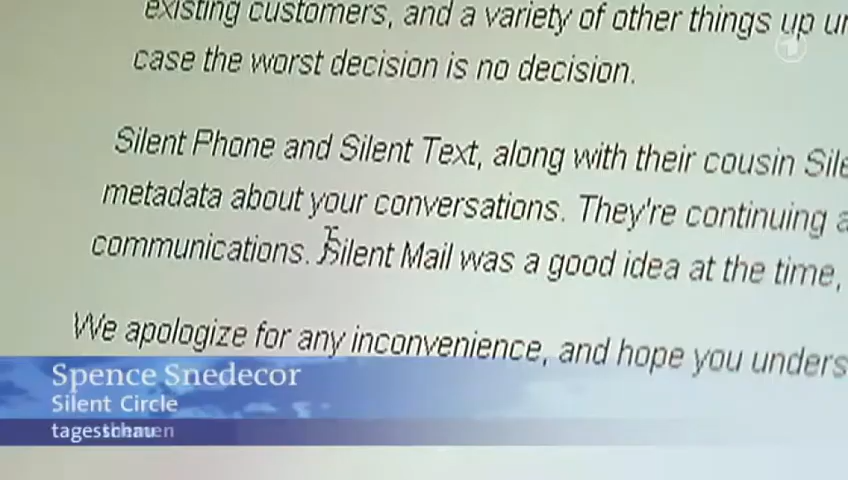 existing customers, and a variety of other things up
case the worst decision is no decision.
Silent Phone and Silent Text, along with their cousin
metadata about your conversations. They're continuing
communications. Silent Mail was a good idea at the time,
We apologize for any inconvenience, and hope you
Spence Snedecor
Silent Circle
tagesschau